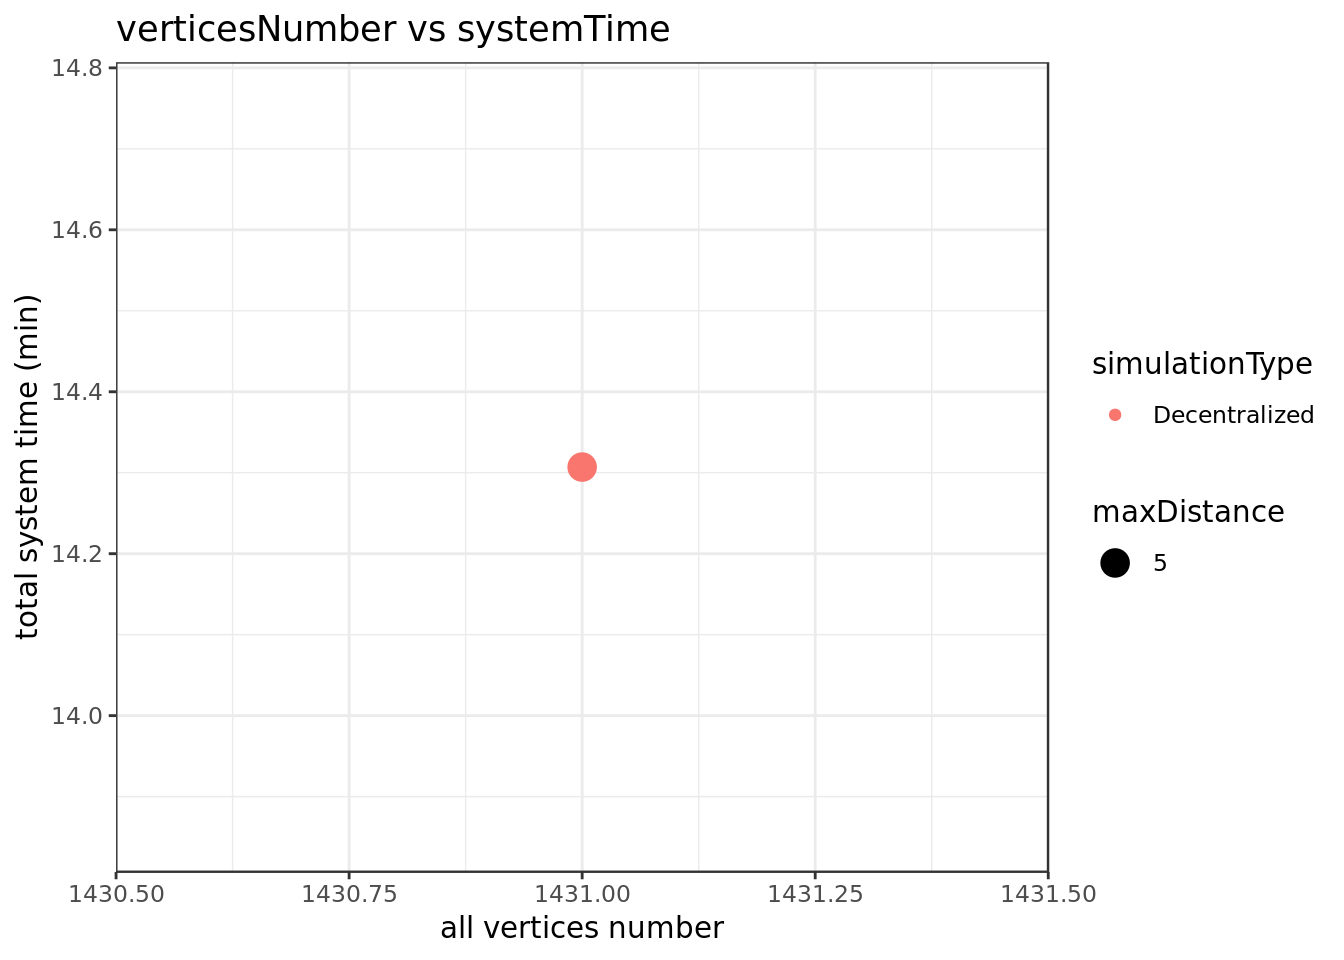 verticesNumber vs systemTime
14.8
14.6
14.4
14.2
14.0
total system time (min)
1430.50 1430.75 1431.00 1431.25 1431.50
all vertices number
simulationType
Decentralized
maxDistance
5